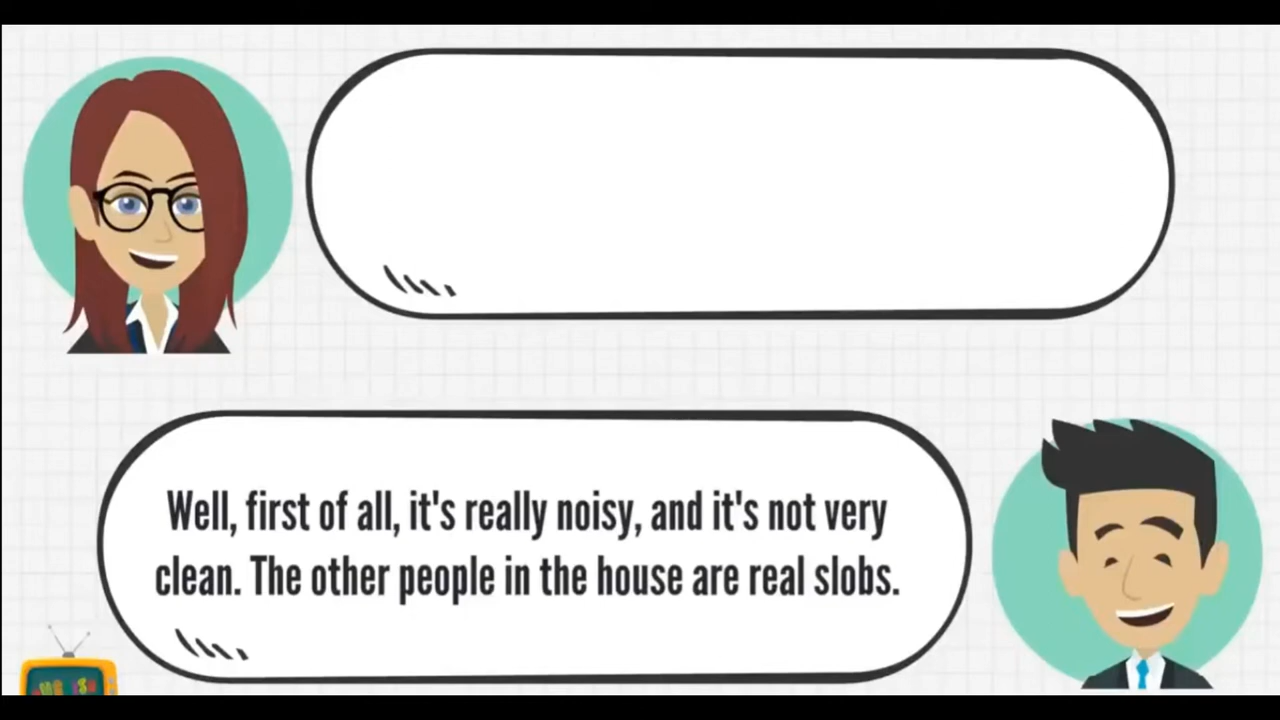 Well, first of all, it's really noisy, and it's not very
clean. The other people in the house are real slobs.